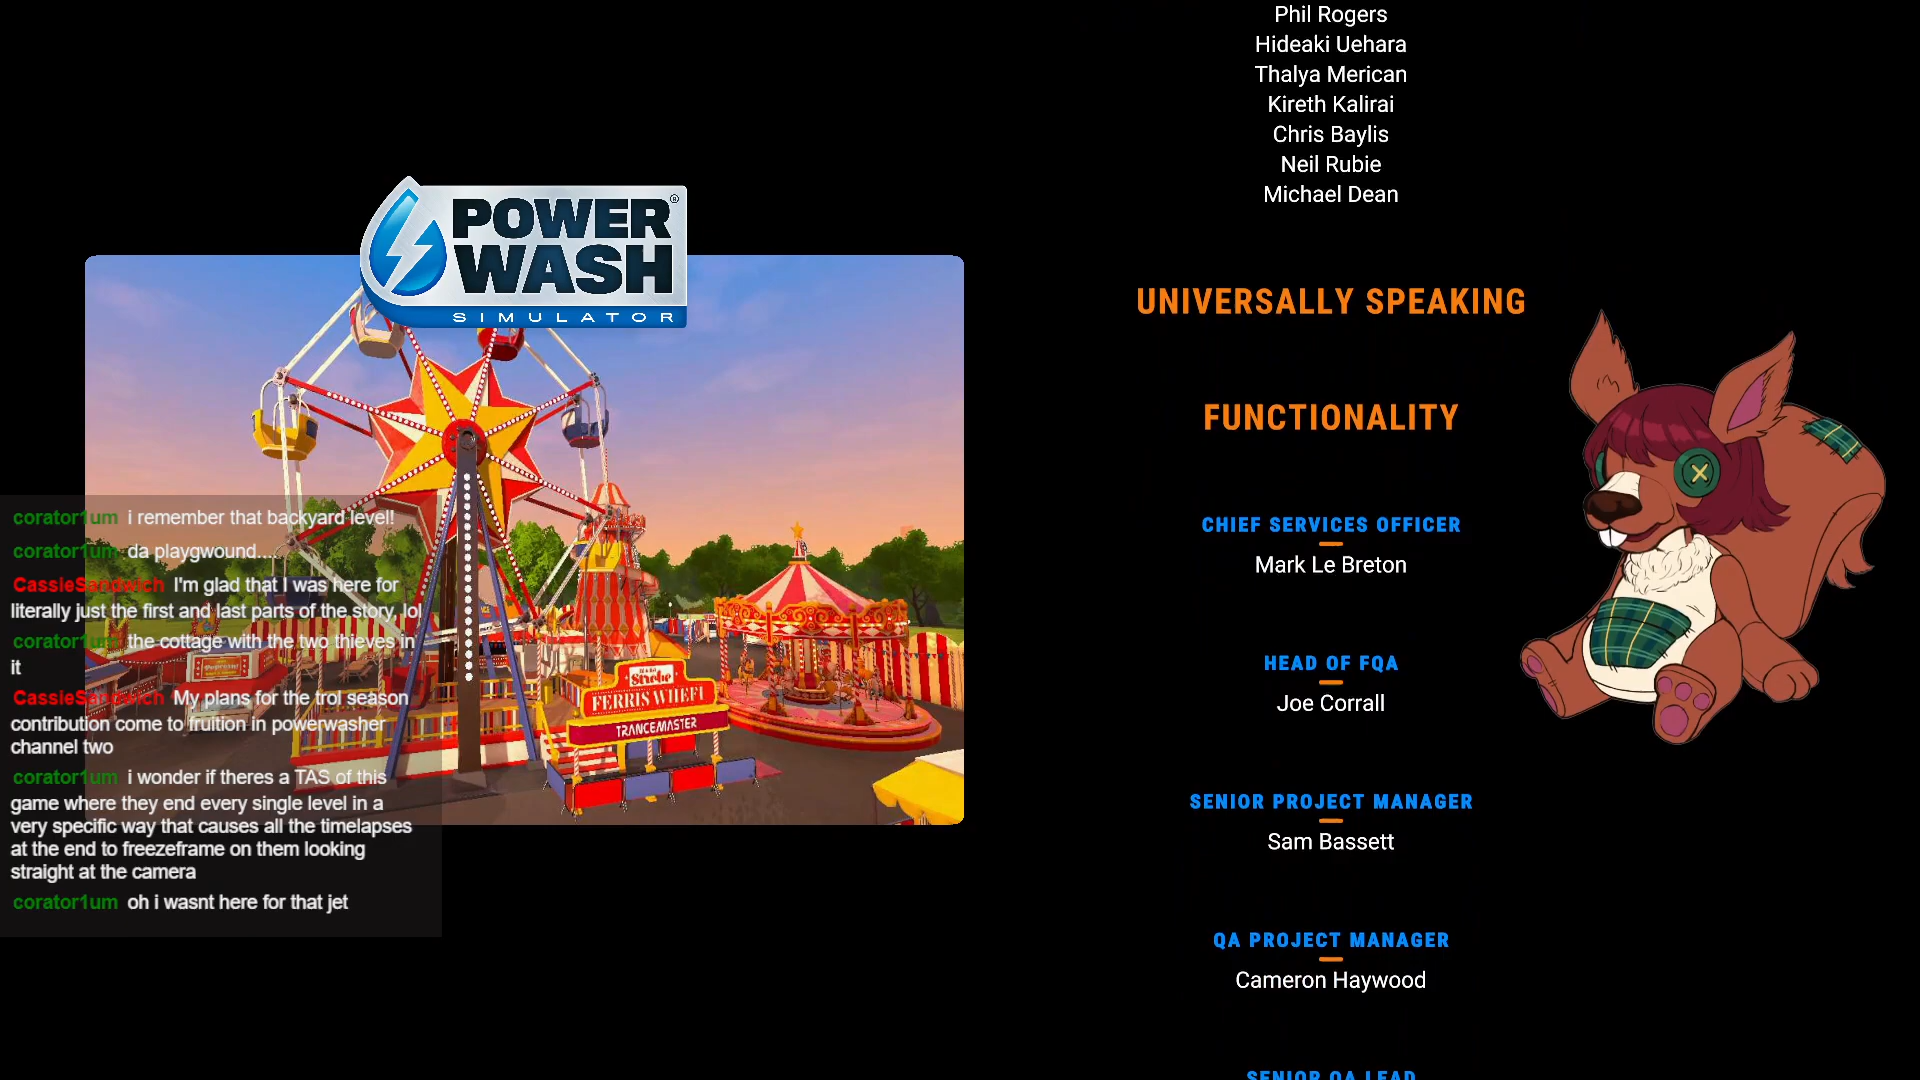 POWER®
WASH
SIMULATOR
Strobe
FERRIS WHEEL
TRANCEMASTER
corator1um i remember that backyard level!
corator1um da playgwound....
CassieSandwich I'm glad that I was here for
literally just the first and last parts of the story, lol
corator1um the cottage with the two thieves in
it
CassieSandwich My plans for the trol season
contribution come to fruition in powerwasher
channel two
corator1um i wonder if theres a TAS of this
game where they end every single level in a
very specific way that causes all the timelapses
at the end to freezeframe on them looking
straight at the camera
corator1um oh i wasnt here for that jet
Phil Rogers
Hideaki Uehara
Thalya Merican
Kireth Kalirai
Chris Baylis
Neil Rubie
Michael Dean
UNIVERSALLY SPEAKING
FUNCTIONALITY
CHIEF SERVICES OFFICER
Mark Le Breton
HEAD OF FQA
Joe Corrall
SENIOR PROJECT MANAGER
Sam Bassett
QA PROJECT MANAGER
Cameron Haywood
SENIOR QA LEAD